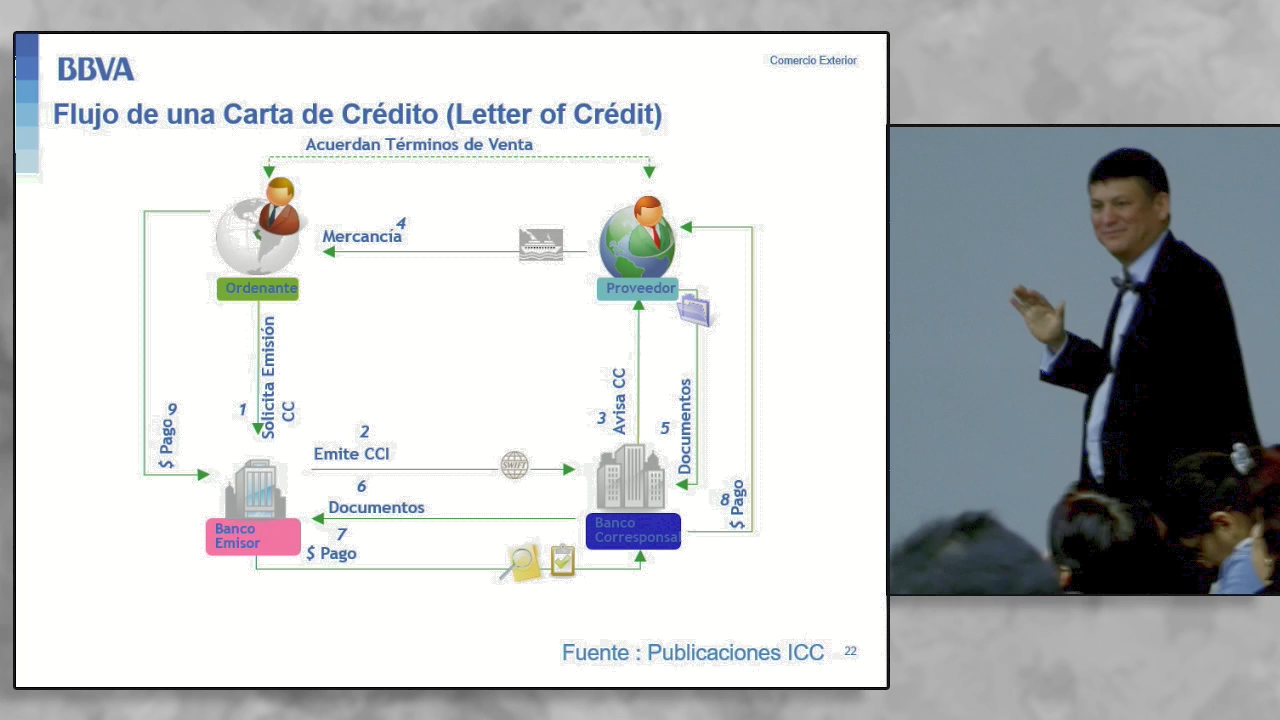 BBVA
Comercio Exterior
Flujo de una Carta de Crédito (Letter of Crédit)
Acuerdan Términos de Venta
4
Mercancía
Ordenante
Proveedor
9
$ Pago
1
Solicita Emisión
CC
3
Avisa CC
5
Documentos
8
$ Pago
2
Emite CCI
SWIFT
6
Documentos
Banco
Emisor
Banco
Corresponsal
7
$ Pago
Fuente : Publicaciones ICC
22